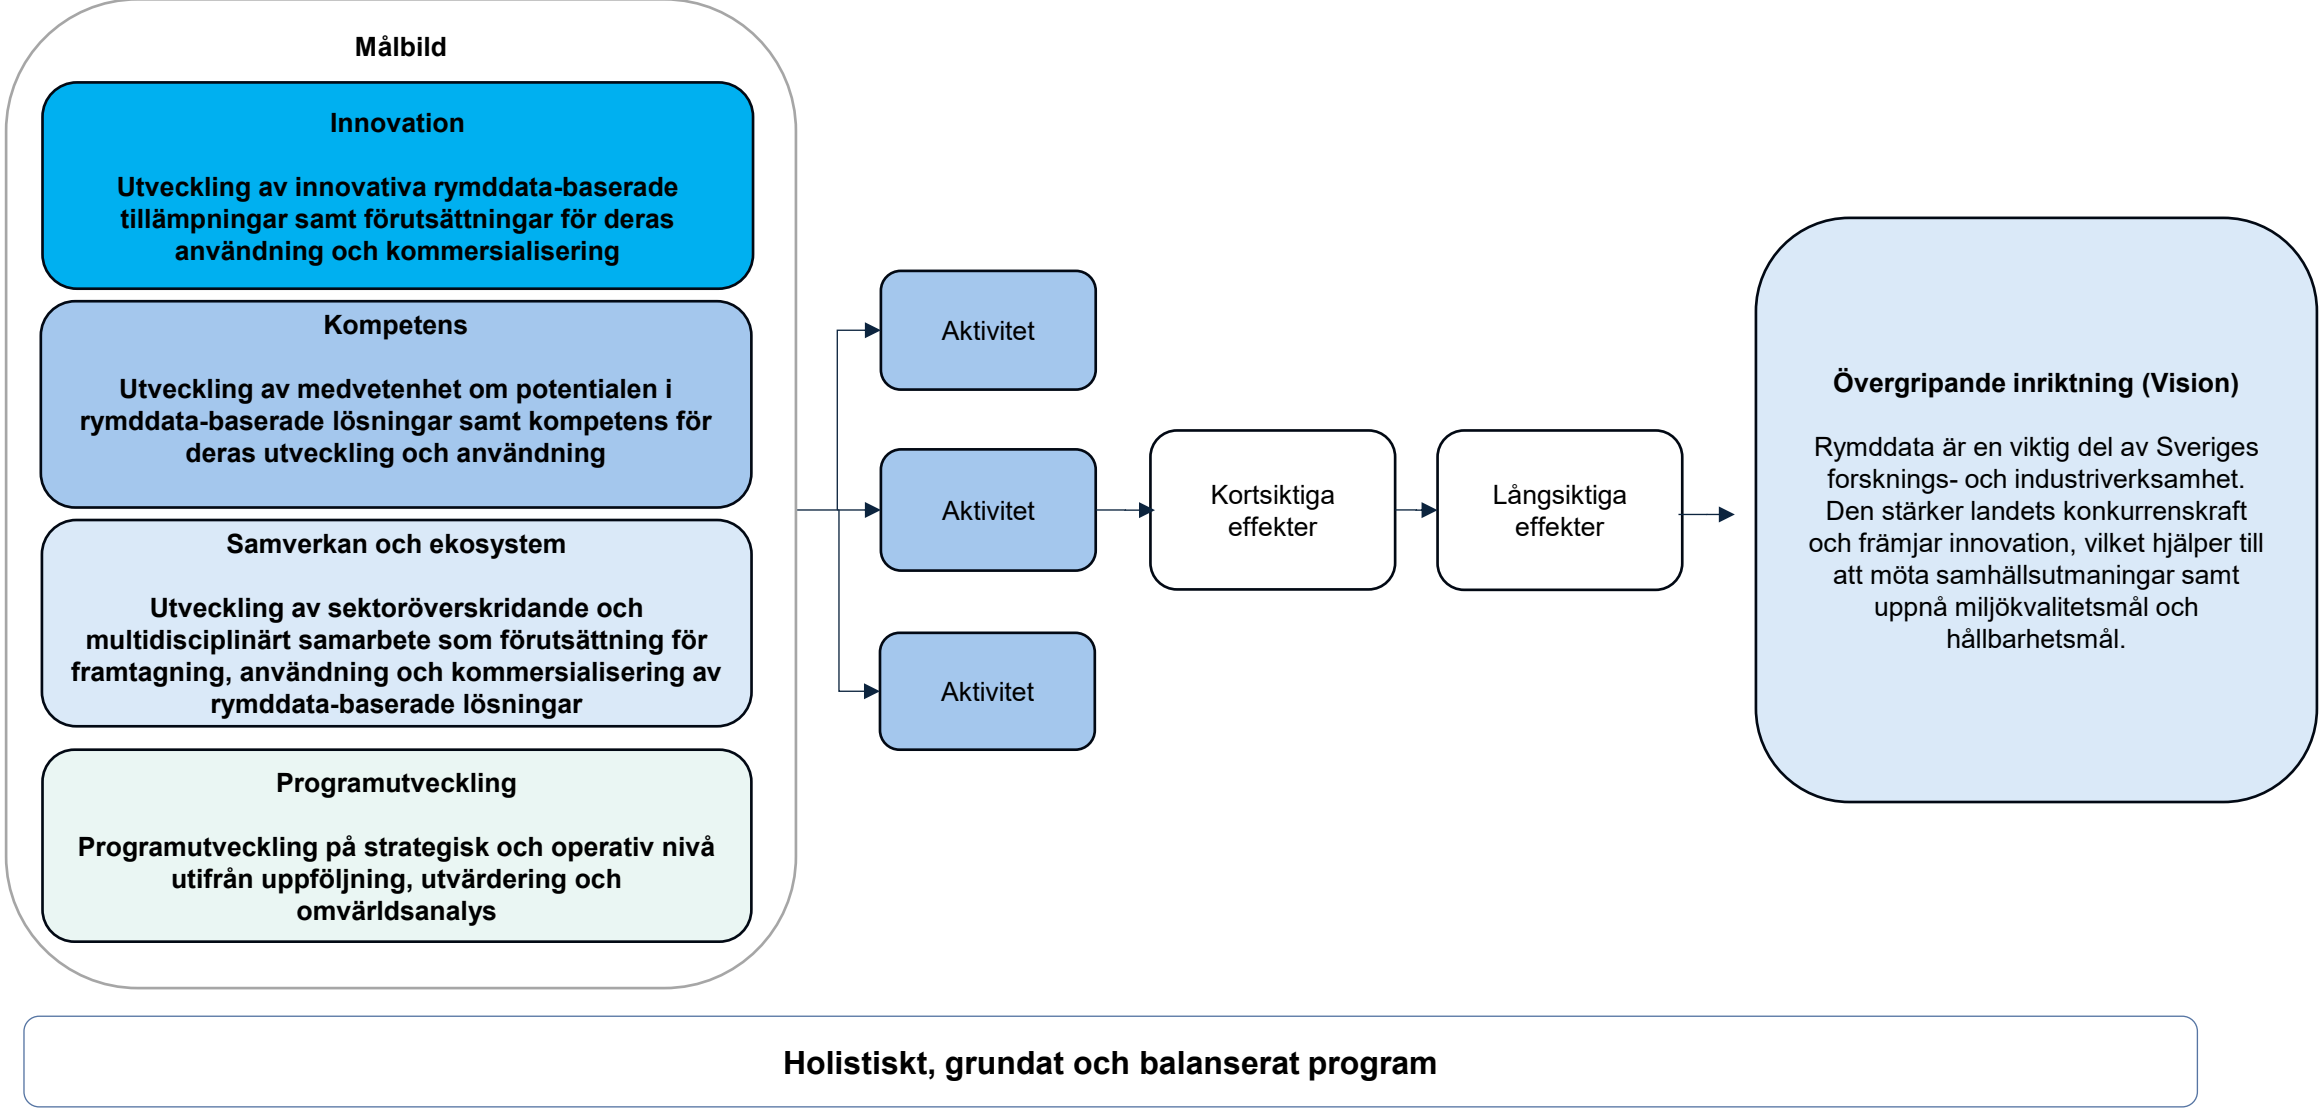 Målbild
Innovation
Utveckling av innovativa rymddata-baserade
tillämpningar samt förutsättningar för deras
användning och kommersialisering
Kompetens
Utveckling av medvetenhet om potentialen i
rymddata-baserade lösningar samt kompetens för
deras utveckling och användning
Samverkan och ekosystem
Utveckling av sektoröverskridande och
multidisciplinärt samarbete som förutsättning för
framtagning, användning och kommersialisering av
rymddata-baserade lösningar
Programutveckling
Programutveckling på strategisk och operativ nivå
utifrån uppföljning, utvärdering och
omvärldsanalys
Aktivitet
Aktivitet
Aktivitet
Kortsiktiga
effekter
Långsiktiga
effekter
Övergripande inriktning (Vision)
Rymddata är en viktig del av Sveriges
forsknings- och industriverksamhet.
Den stärker landets konkurrenskraft
och främjar innovation, vilket hjälper till
att möta samhällsutmaningar samt
uppnå miljökvalitetsmål och
hållbarhetsmål.
Holistiskt, grundat och balanserat program